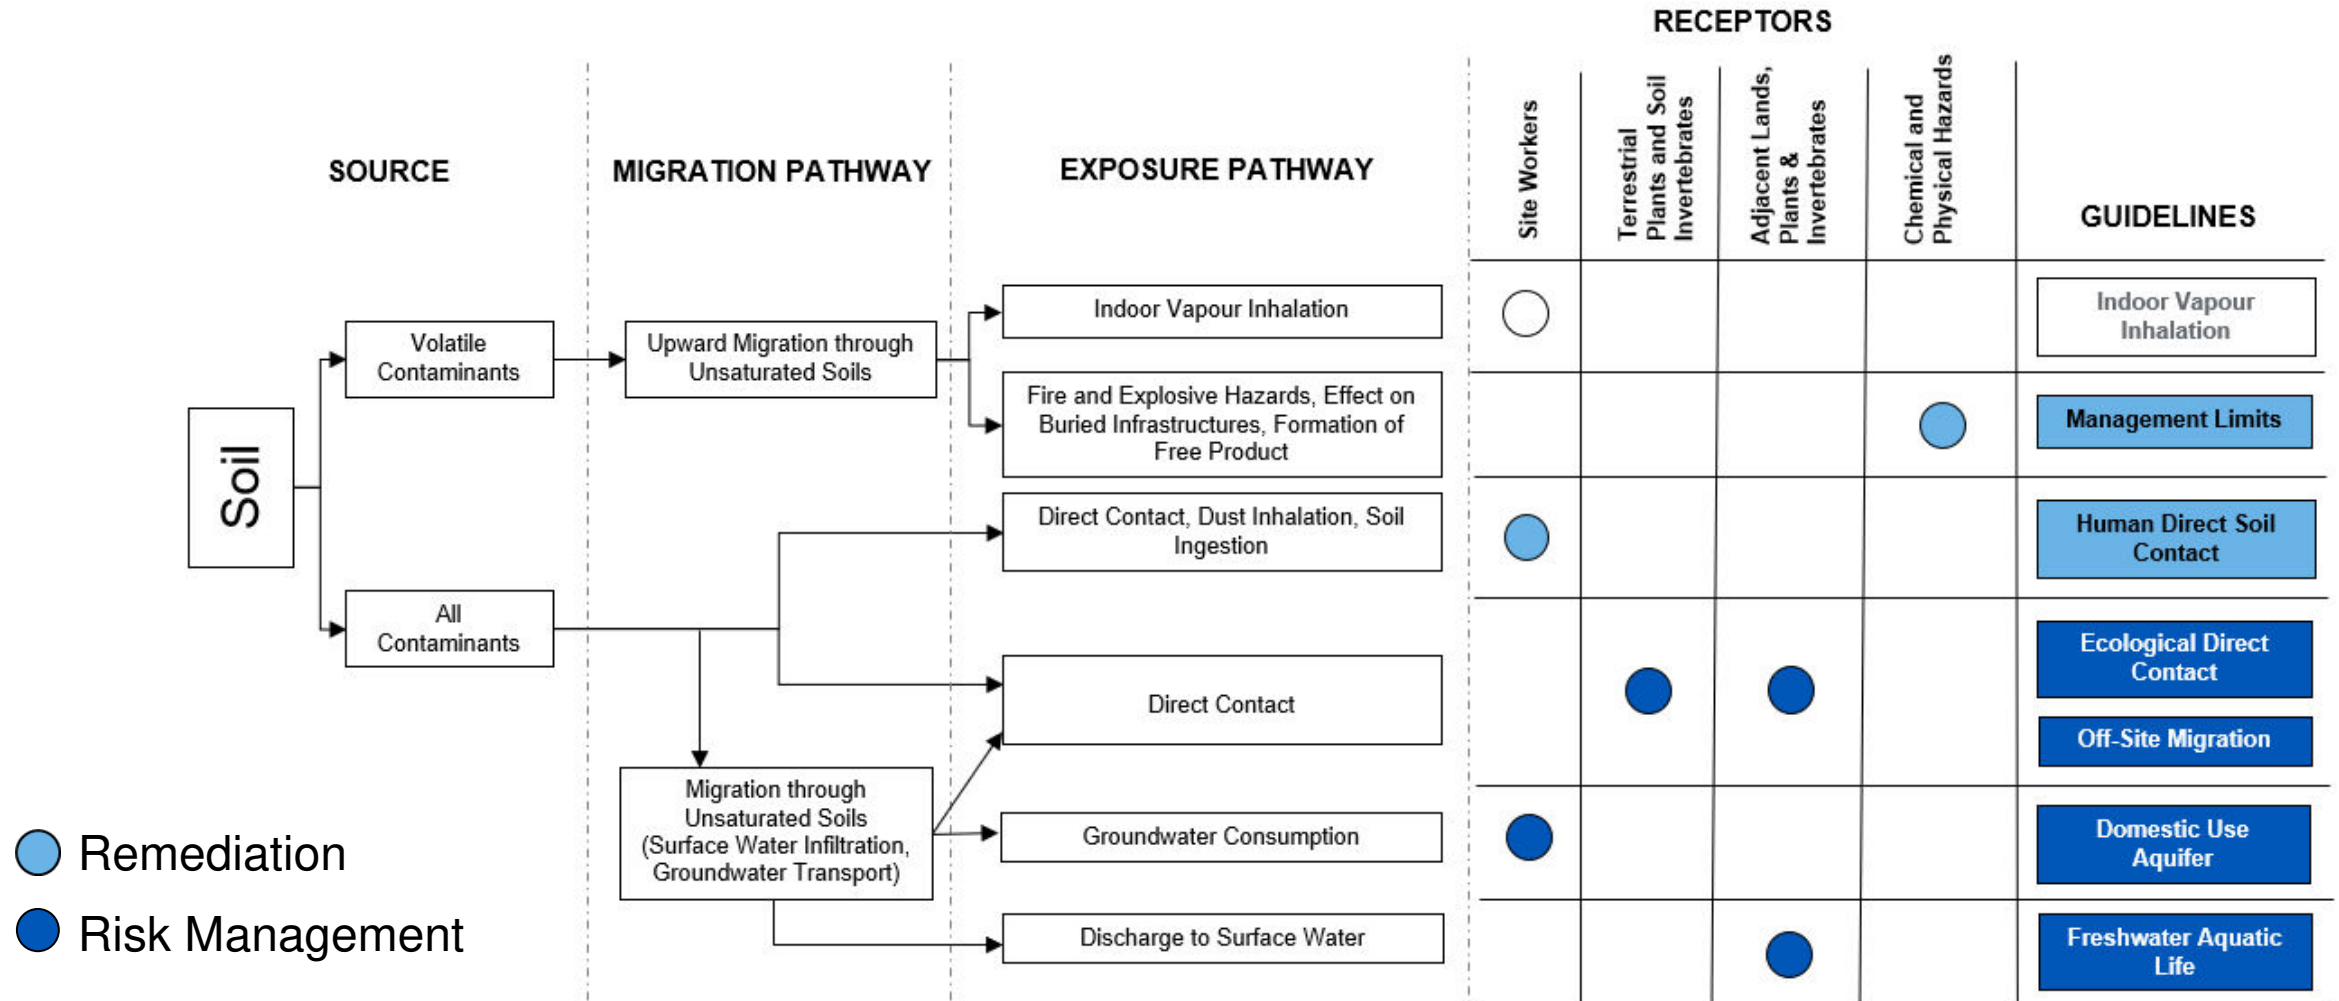 RECEPTORS
SOURCE
MIGRATION PATHWAY
EXPOSURE PATHWAY
Site Workers
Terrestrial
Plants and Soil
Invertebrates
Adjacent Lands,
Plants &
Invertebrates
Chemical and
Physical Hazards
GUIDELINES
Soil
Volatile
Contaminants
Upward Migration through
Unsaturated Soils
Indoor Vapour Inhalation
Indoor Vapour
Inhalation
Fire and Explosive Hazards, Effect on
Buried Infrastructures, Formation of
Free Product
Management Limits
Direct Contact, Dust Inhalation, Soil
Ingestion
Human Direct Soil
Contact
All
Contaminants
Direct Contact
Ecological Direct
Contact
Off-Site Migration
Migration through
Unsaturated Soils
(Surface Water Infiltration,
Groundwater Transport)
Groundwater Consumption
Domestic Use
Aquifer
Discharge to Surface Water
Freshwater Aquatic
Life
Remediation
Risk Management